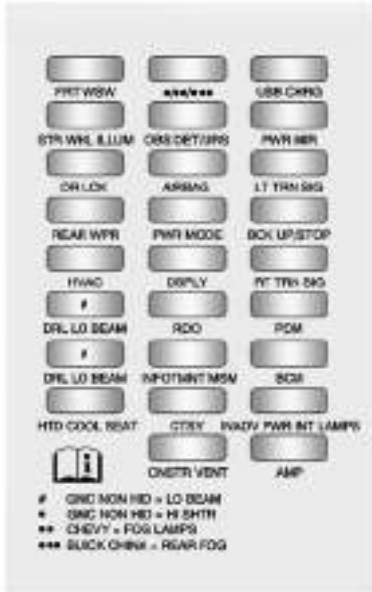 FRT WSW */**/*** USB CHRG
STR WHL ILLUM OBS DET/URS PWR MIR
DR LCK AIRBAG LT TRN SIG
REAR WPR PWR MODE BCK UP/STOP
HVAC DSPLY RT TRN SIG
#
DRL LO BEAM RDO PDM
#
DRL LO BEAM INFOTMNT MSM BCM
HTD COOL SEAT CTSY INADV PWR INT LAMPS
i
CNSTR VENT AMP
# GMC NON HID = LO BEAM
* GMC NON HID = HI SHTR
** CHEVY = FOG LAMPS
*** BUICK CHINA = REAR FOG